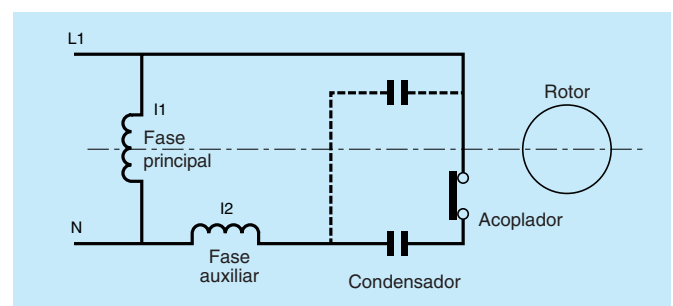 L1
I1
Fase
principal
Rotor
N
I2
Fase
auxiliar
Condensador
Acoplador